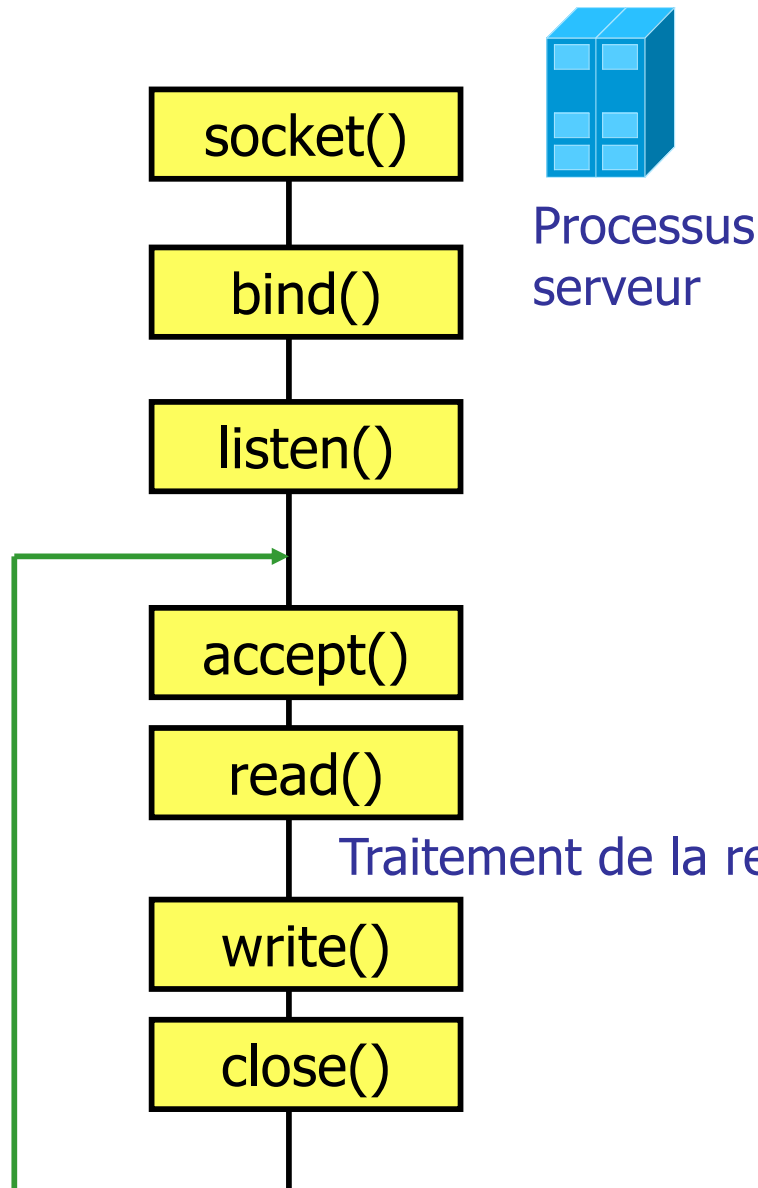 socket()
Processus
serveur
bind()
listen()
accept()
read()
Traitement de la
write()
close()